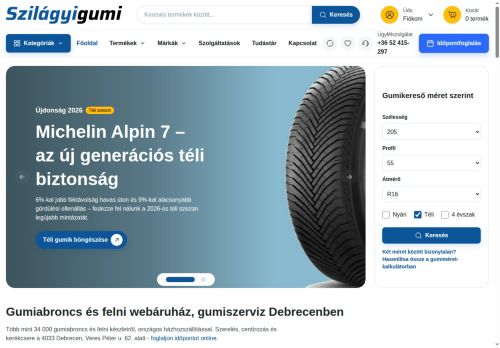 Szilágyigumi
Keresés termékek között...
Keresés
Üdv,
Fiókom
Kosár
0 termék
Kategóriák
Főoldal
Termékek
Márkák
Szolgáltatások
Tudástár
Kapcsolat
Ügyfélszolgálat
+36 52 415-
297
Időpontfoglalás
Újdonság 2026
Téli szezon
Michelin Alpin 7 –
az új generációs téli
biztonság
6%-kal jobb féktávolság havas úton és 9%-kal alacsonyabb
gördülési ellenállás – fedezze fel nálunk a 2026-os téli szezon
legújabb mintázatát.
Téli gumik böngészése
Gumikereső méret szerint
Szélesség
205
Profil
55
Átmérő
R16
Nyári
Téli
4 évszak
Keresés
Két méret között bizonytalan?
Hasonlítsa össze a gumiméret-
kalkulátorban
Gumiabroncs és felni webáruház, gumiszerviz Debrecenben
Több mint 34 000 gumiabroncs és felni készletről, országos házhozszállítással. Szerelés, centírozás és
kerékcsere a 4033 Debrecen, Veres Péter u. 62. alatt - foglaljon időpontot online.